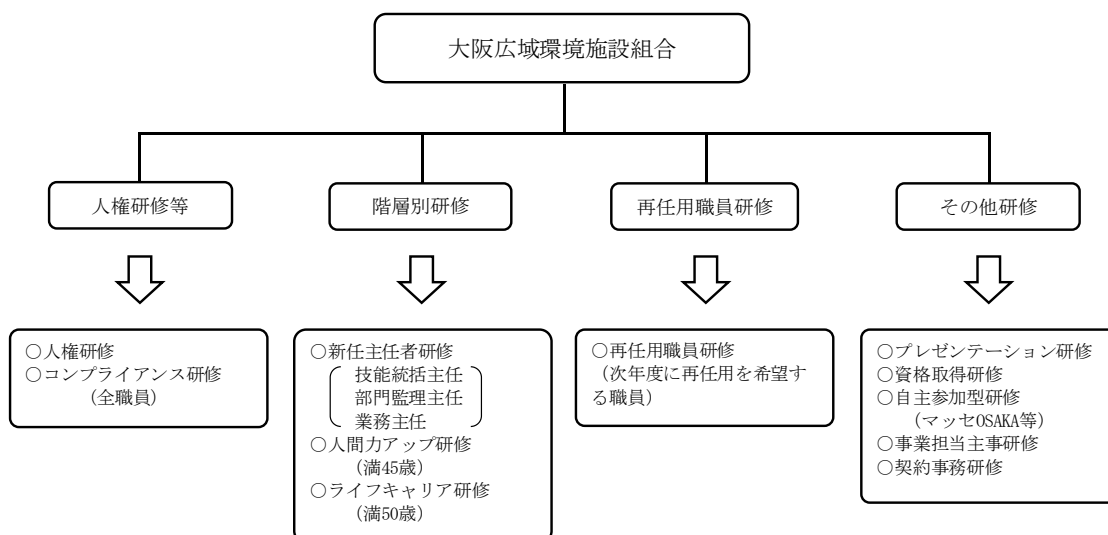 大阪広域環境施設組合
人権研修等
階層別研修
再任用職員研修
その他研修
○人権研修
○コンプライアンス研修
（全職員）
○新任主任者研修
技能統括主任
部門監理主任
業務主任
○人間力アップ研修
（満45歳）
○ライフキャリア研修
（満50歳）
○再任用職員研修
（次年度に再任用を希望す
る職員）
○プレゼンテーション研修
○資格取得研修
○自主参加型研修
（マッセOSAKA等）
○事業担当主事研修
○契約事務研修